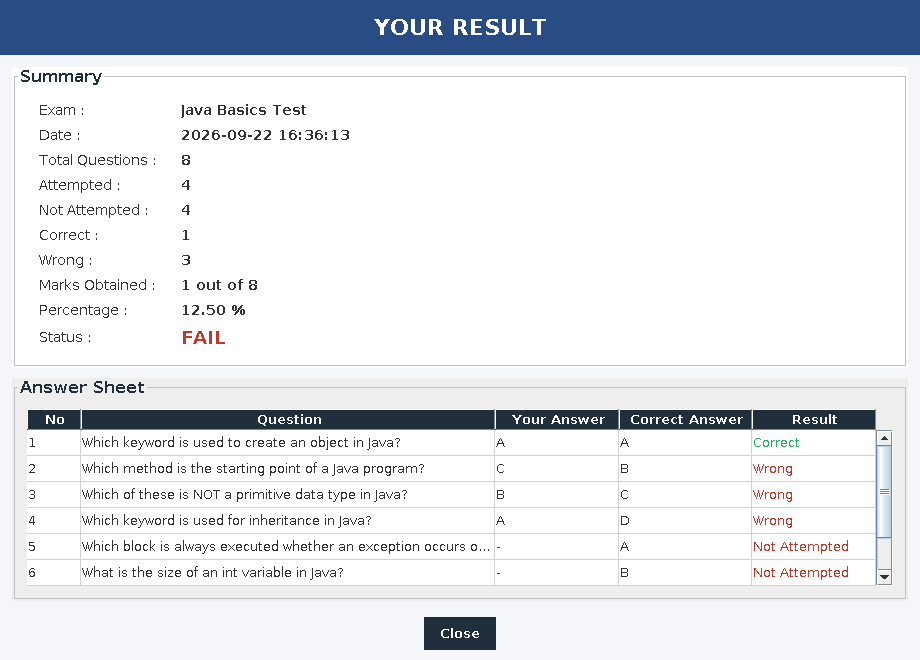 YOUR RESULT
Summary
Exam : Java Basics Test
Date : 2026-09-22 16:36:13
Total Questions : 8
Attempted : 4
Not Attempted : 4
Correct : 1
Wrong : 3
Marks Obtained : 1 out of 8
Percentage : 12.50 %
Status : FAIL
Answer Sheet
No Question Your Answer Correct Answer Result
1 Which keyword is used to create an object in Java? A A Correct
2 Which method is the starting point of a Java program? C B Wrong
3 Which of these is NOT a primitive data type in Java? B C Wrong
4 Which keyword is used for inheritance in Java? A D Wrong
5 Which block is always executed whether an exception occurs o... - A Not Attempted
6 What is the size of an int variable in Java? - B Not Attempted
Close